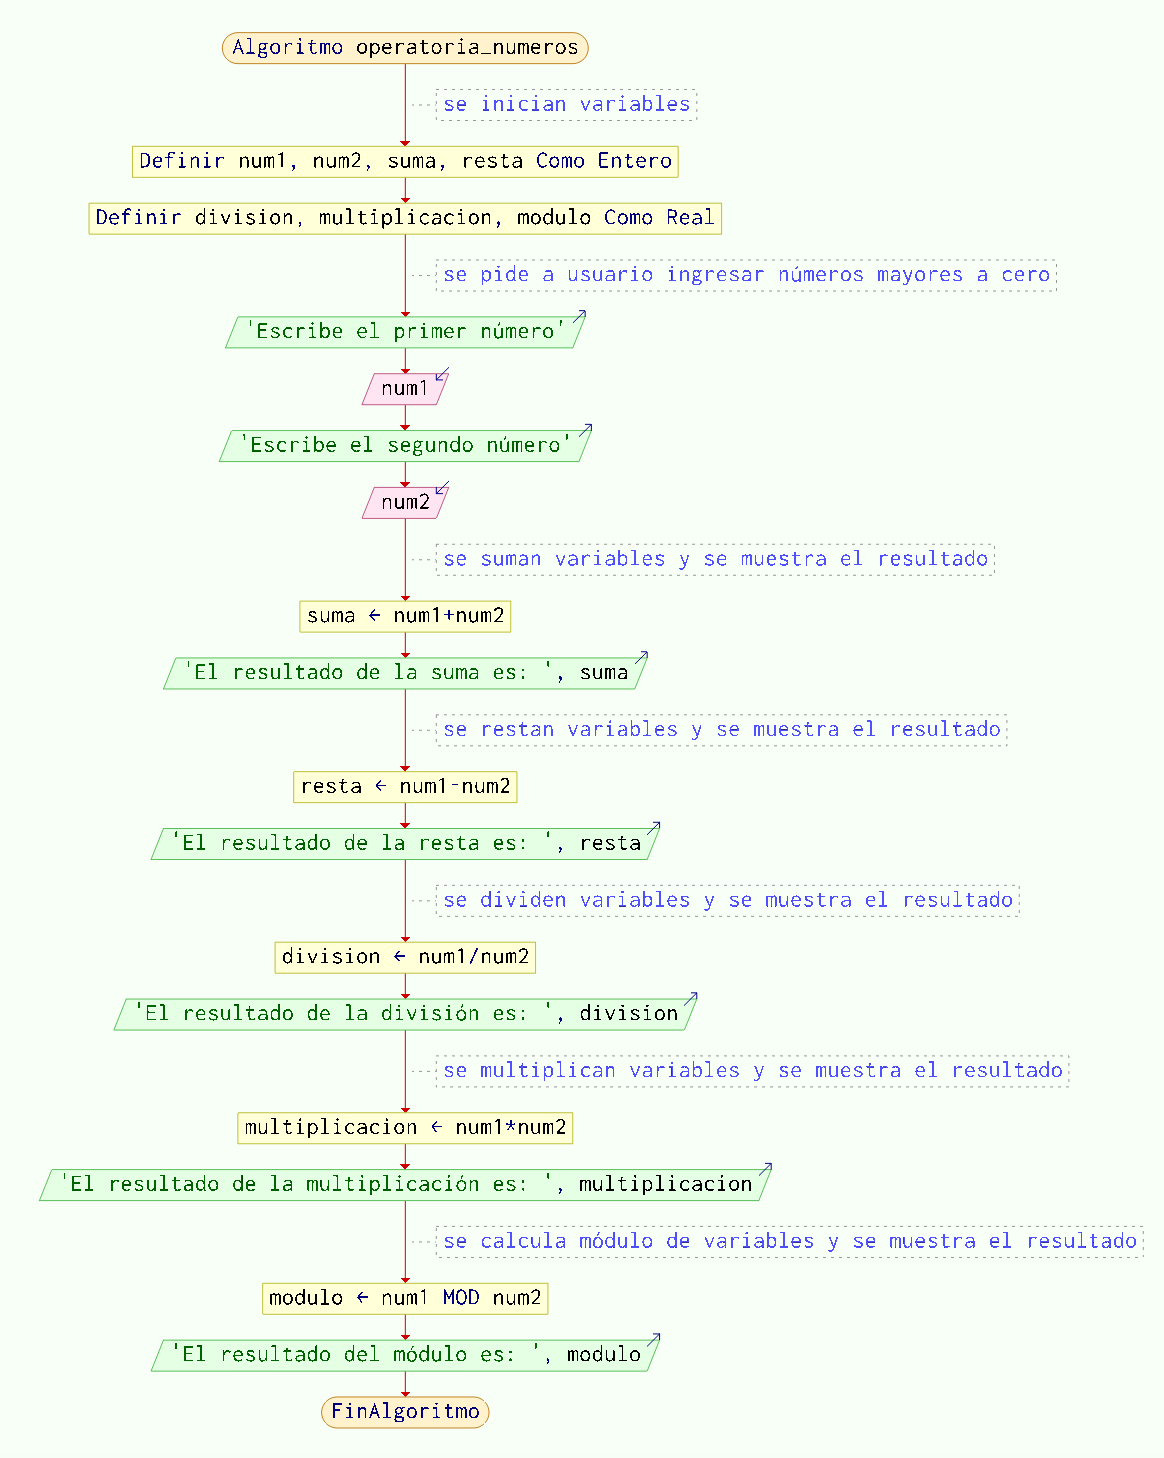 Algoritmo operatoria_numeros
se inician variables
Definir num1, num2, suma, resta Como Entero
Definir division, multiplicacion, modulo Como Real
se pide a usuario ingresar números mayores a cero
'Escribe el primer número'
num1
'Escribe el segundo número'
num2
se suman variables y se muestra el resultado
suma ← num1+num2
'El resultado de la suma es: ', suma
se restan variables y se muestra el resultado
resta ← num1-num2
'El resultado de la resta es: ', resta
se dividen variables y se muestra el resultado
division ← num1/num2
'El resultado de la división es: ', division
se multiplican variables y se muestra el resultado
multiplicacion ← num1*num2
'El resultado de la multiplicación es: ', multiplicacion
se calcula módulo de variables y se muestra el resultado
modulo ← num1 MOD num2
'El resultado del módulo es: ', modulo
FinAlgoritmo